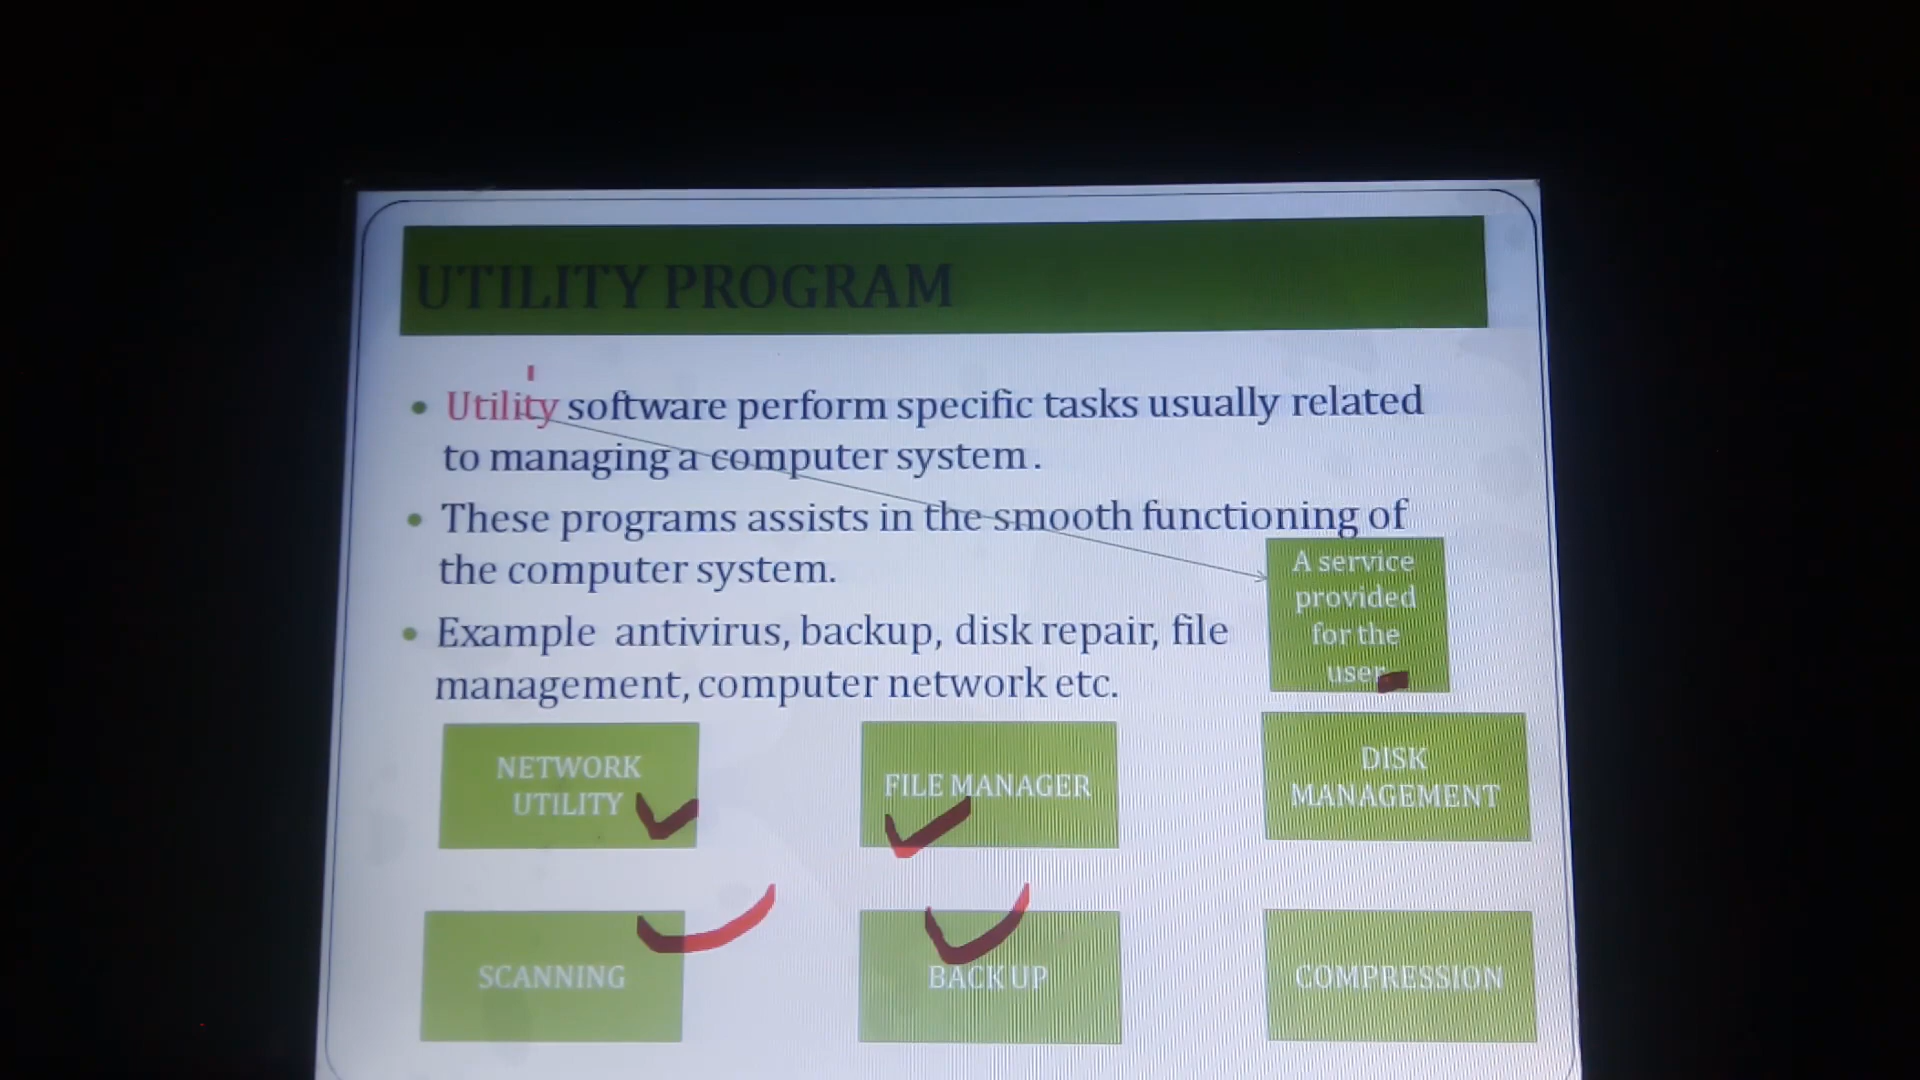 UTILITY PROGRAM
• Utility software perform specific tasks usually related
to managing a computer system.
• These programs assists in the smooth functioning of
the computer system.
• Example antivirus, backup, disk repair, file
management, computer network etc.
A service
provided
for the
user
NETWORK
UTILITY
FILE MANAGER
DISK
MANAGEMENT
SCANNING
BACK UP
COMPRESSION